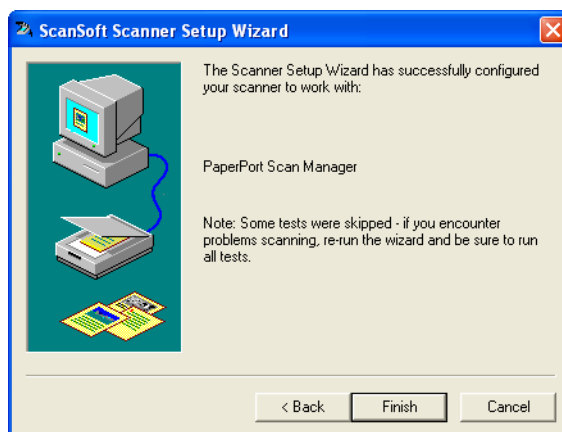 ScanSoft Scanner Setup Wizard
The Scanner Setup Wizard has successfully configured
your scanner to work with:
PaperPort Scan Manager
Note: Some tests were skipped - if you encounter
problems scanning, re-run the wizard and be sure to run
all tests.
< Back Finish Cancel